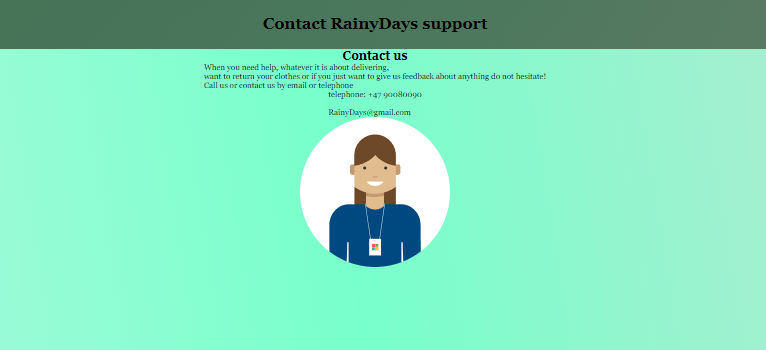 Contact RainyDays support
Contact us
When you need help, whatever it is about delivering,
want to return your clothes or if you just want to give us feedback about anything do not hesitate!
Call us or contact us by email or telephone
telephone: +47 90080090
RainyDays@gmail.com